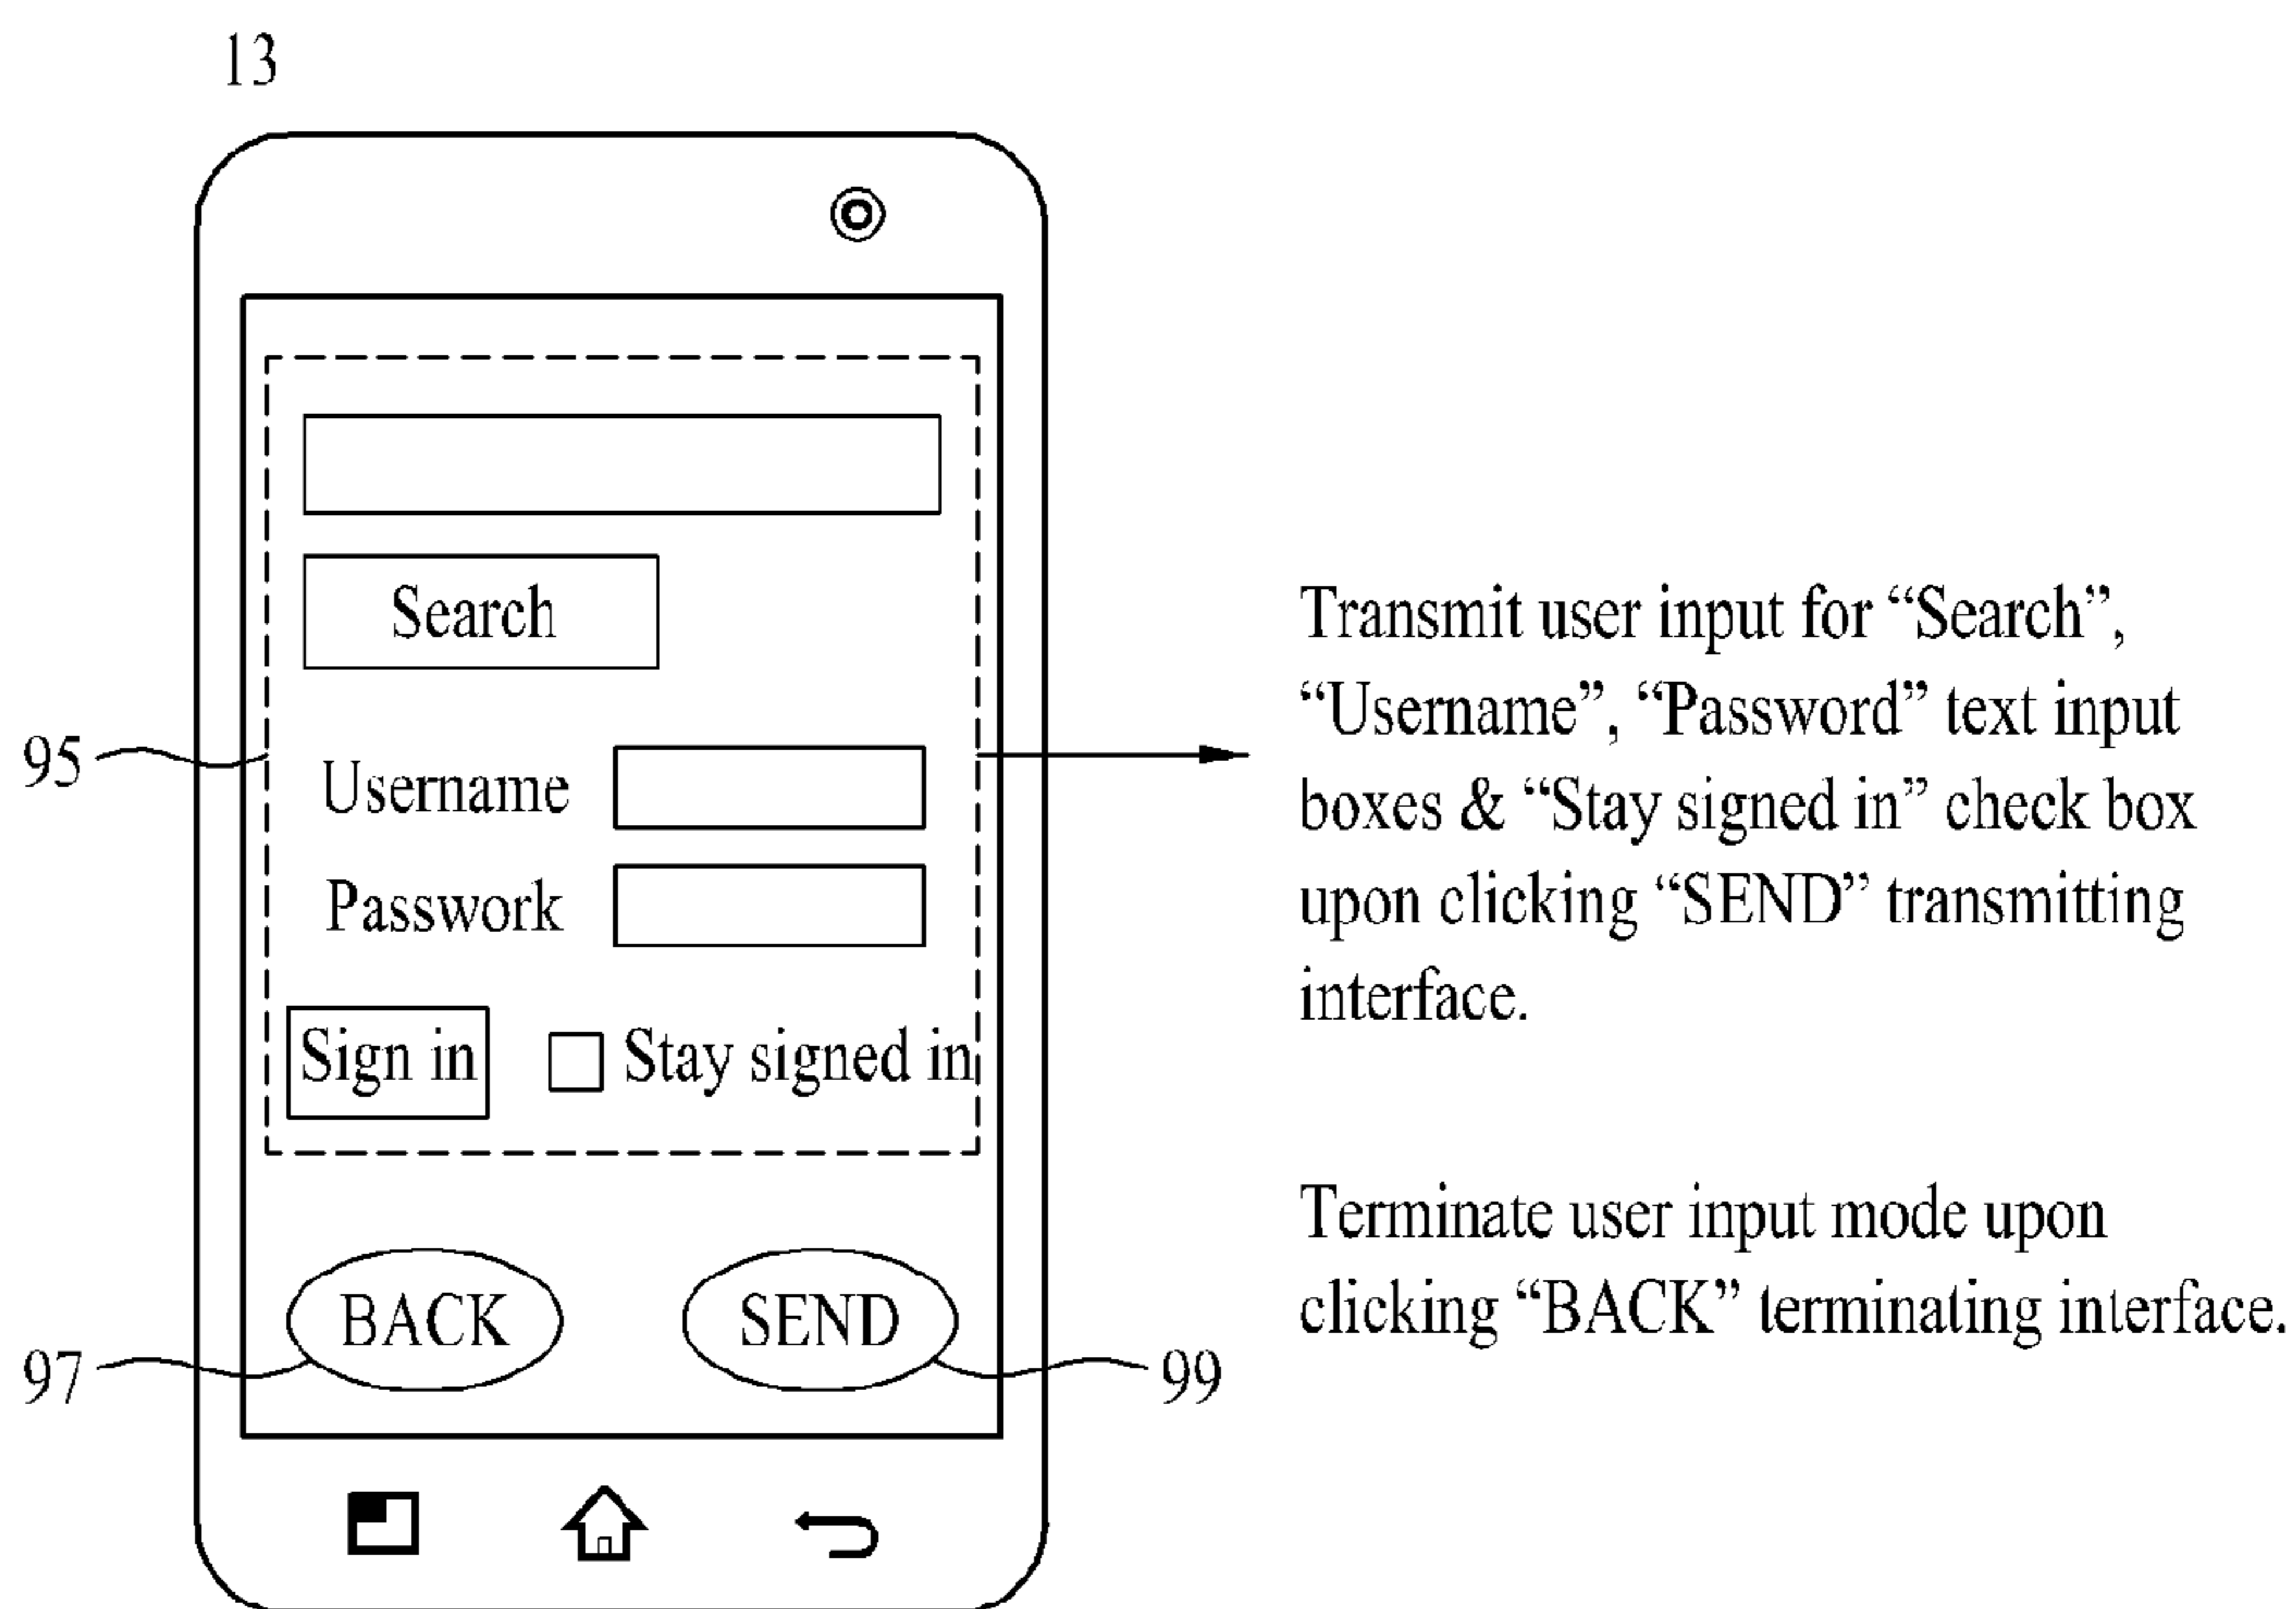 13
Search
95
Username
Passwork
Sign in
Stay signed in
BACK
SEND
97
99
Transmit user input for “Search”,
“Username”, “Password” text input
boxes & “Stay signed in” check box
upon clicking “SEND” transmitting
interface.
Terminate user input mode upon
clicking “BACK” terminating interface.